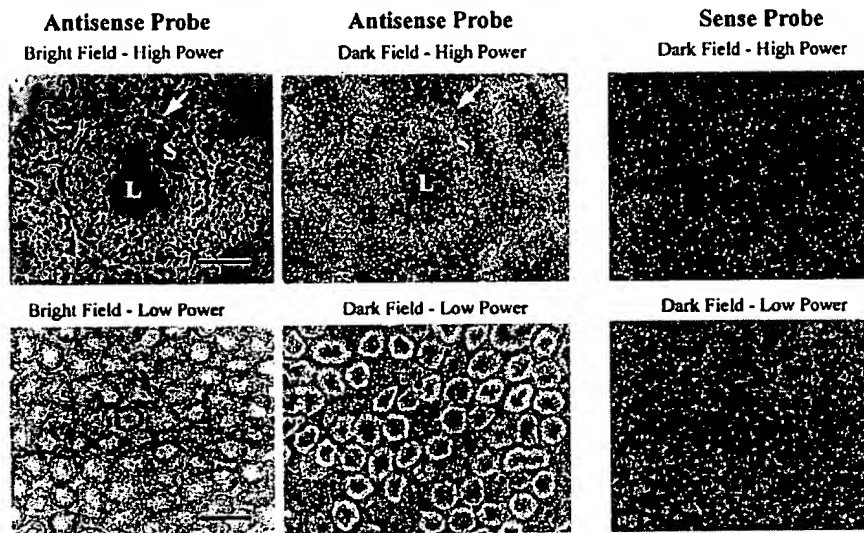 Antisense Probe
Bright Field - High Power
Antisense Probe
Dark Field - High Power
Sense Probe
Dark Field - High Power
S
L
S
L
Bright Field - Low Power
Dark Field - Low Power
Dark Field - Low Power